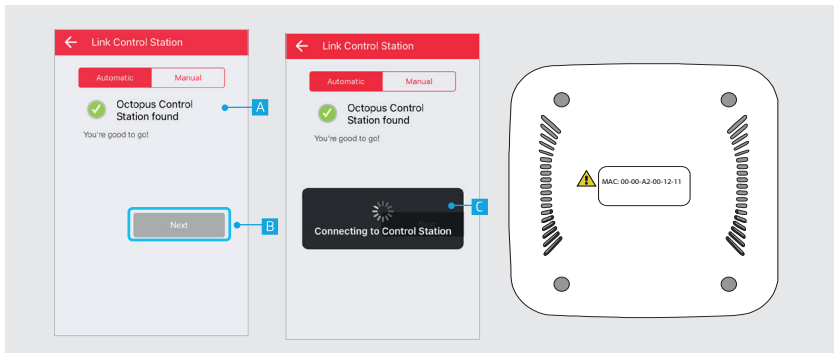 Link Control Station
Automatic
Manual
Octopus Control
Station found
You're good to go!
A
Next
B
Link Control Station
Automatic
Manual
Octopus Control
Station found
You're good to go!
C
Connecting to Control Station
MAC: 00-00-A2-00-12-11